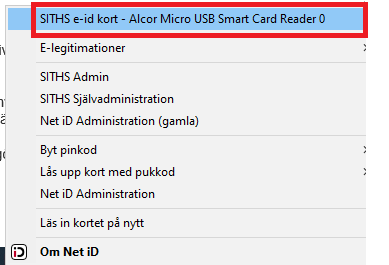 SITHS e-id kort - Alcor Micro USB Smart Card Reader 0
E-legitimationer
SITHS Admin
SITHS Självadministration
Net iD Administration (gamla)
Byt pinkod
Lås upp kort med pukkod
Net iD Administration
Läs in kortet på nytt
iD Om Net iD